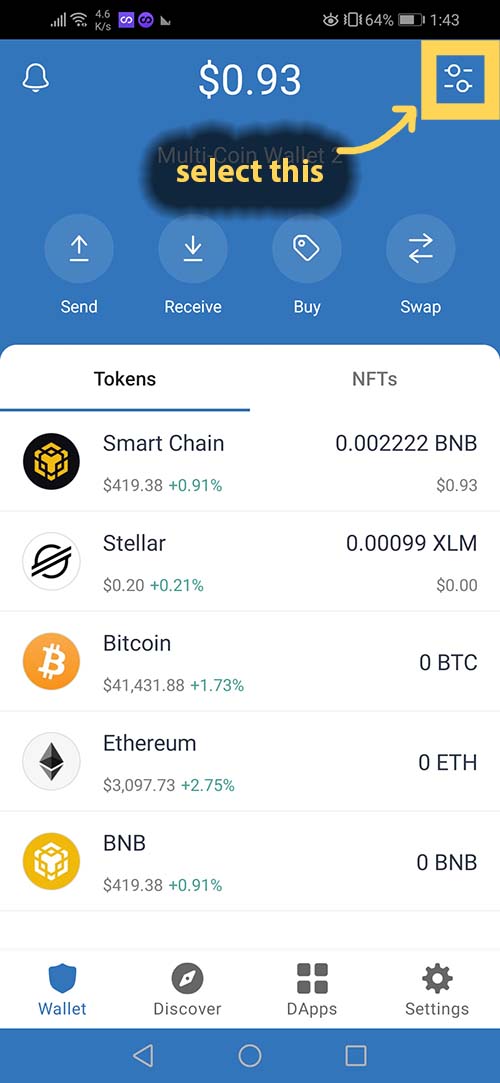 4.6
K/s
64%
1:43
$0.93
Multi-Coin Wallet 2
select this
Send
Receive
Buy
Swap
Tokens
NFTs
Smart Chain
0.002222 BNB
$419.38 +0.91%
$0.93
Stellar
0.00099 XLM
$0.20 +0.21%
$0.00
Bitcoin
0 BTC
$41,431.88 +1.73%
Ethereum
0 ETH
$3,097.73 +2.75%
BNB
0 BNB
$419.38 +0.91%
Wallet
Discover
DApps
Settings